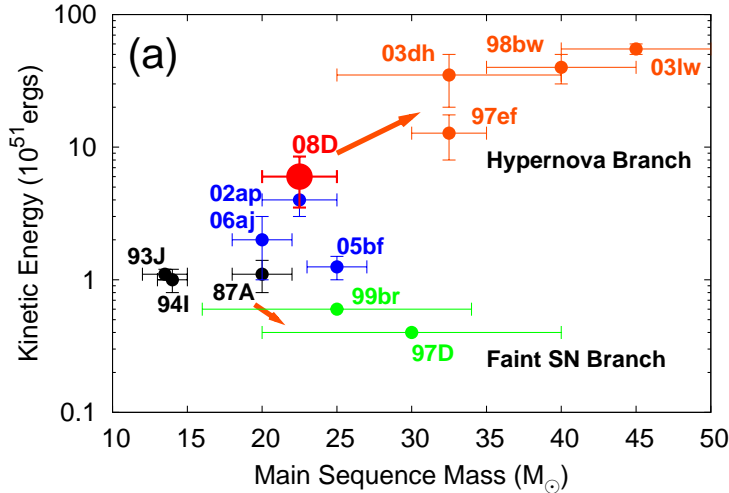 (a)
Kinetic Energy (10^51 ergs)
100
10
1
0.1
03dh
98bw
03lw
97ef
Hypernova Branch
08D
02ap
06aj
05bf
93J
94I
87A
99br
97D
Faint SN Branch
10 15 20 25 30 35 40 45 50
Main Sequence Mass (M⊙)